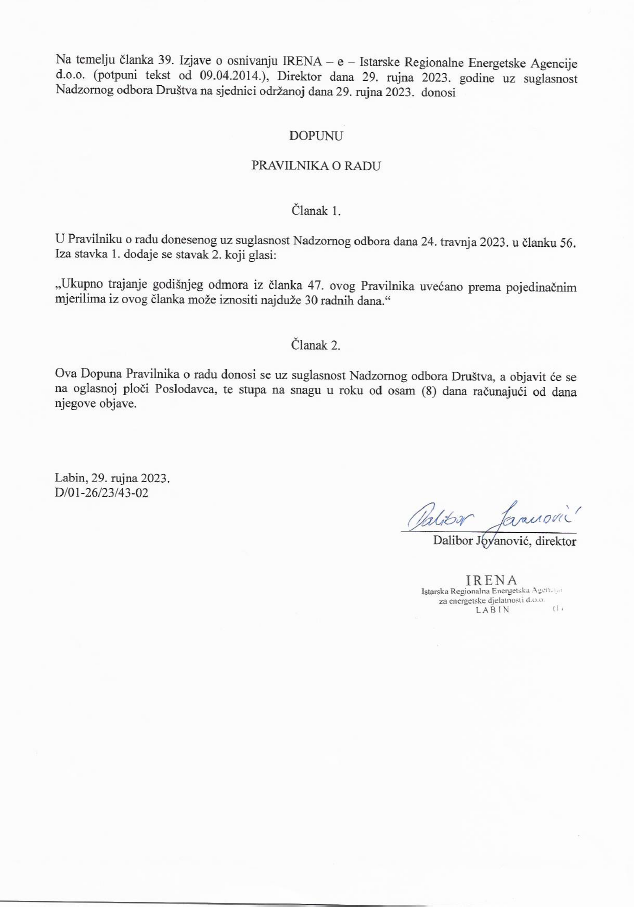 Na temelju članka 39. Izjave o osnivanju IRENA – e – Istarske Regionalne Energetske Agencije
d.o.o. (potpuni tekst od 09.04.2014.), Direktor dana 29. rujna 2023. godine uz suglasnost
Nadzornog odbora Društva na sjednici održanoj dana 29. rujna 2023. donosi
DOPUNU
PRAVILNIKA O RADU
Članak 1.
U Pravilniku o radu donesenog uz suglasnost Nadzornog odbora dana 24. travnja 2023. u članku 56.
Iza stavka 1. dodaje se stavak 2. koji glasi:
„Ukupno trajanje godišnjeg odmora iz članka 47. ovog Pravilnika uvećano prema pojedinačnim
mjerilima iz ovog članka može iznositi najduže 30 radnih dana.“
Članak 2.
Ova Dopuna Pravilnika o radu donosi se uz suglasnost Nadzornog odbora Društva, a objavit će se
na oglasnoj ploči Poslodavca, te stupa na snagu u roku od osam (8) dana računajući od dana
njegove objave.
Labin, 29. rujna 2023.
D/01-26/23/43-02
Dalibor Jovanović
Dalibor Jovanović, direktor
IRENA
Istarska Regionalna Energetska Agencija
za energetske djelatnosti d.o.o.
LABIN